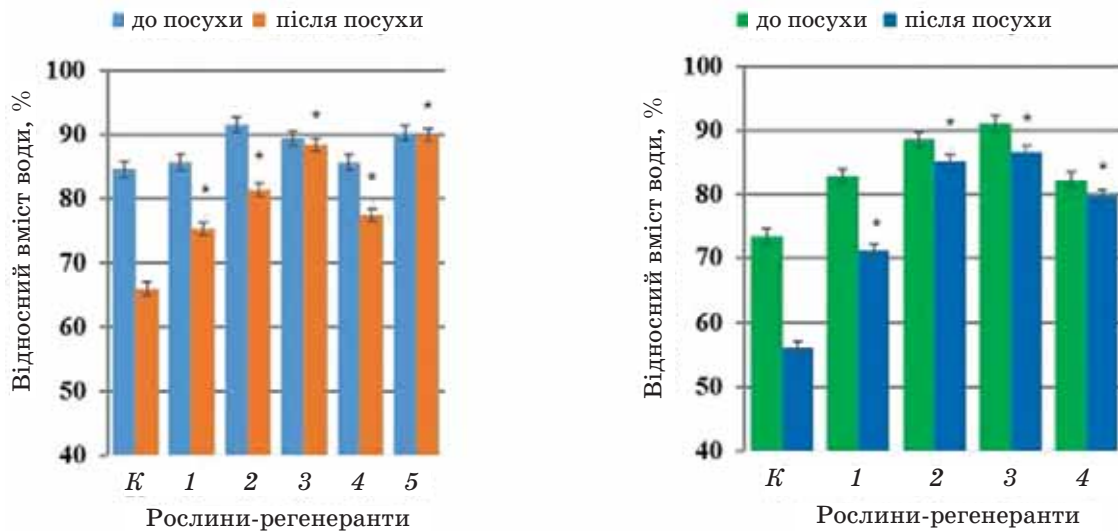 до посухи після посухи
Відносний вміст води, %
100
90
80
70
60
50
40
* * * * *
К 1 2 3 4 5
Рослини-регенеранти
до посухи після посухи
Відносний вміст води, %
100
90
80
70
60
50
40
* * * *
К 1 2 3 4
Рослини-регенеранти